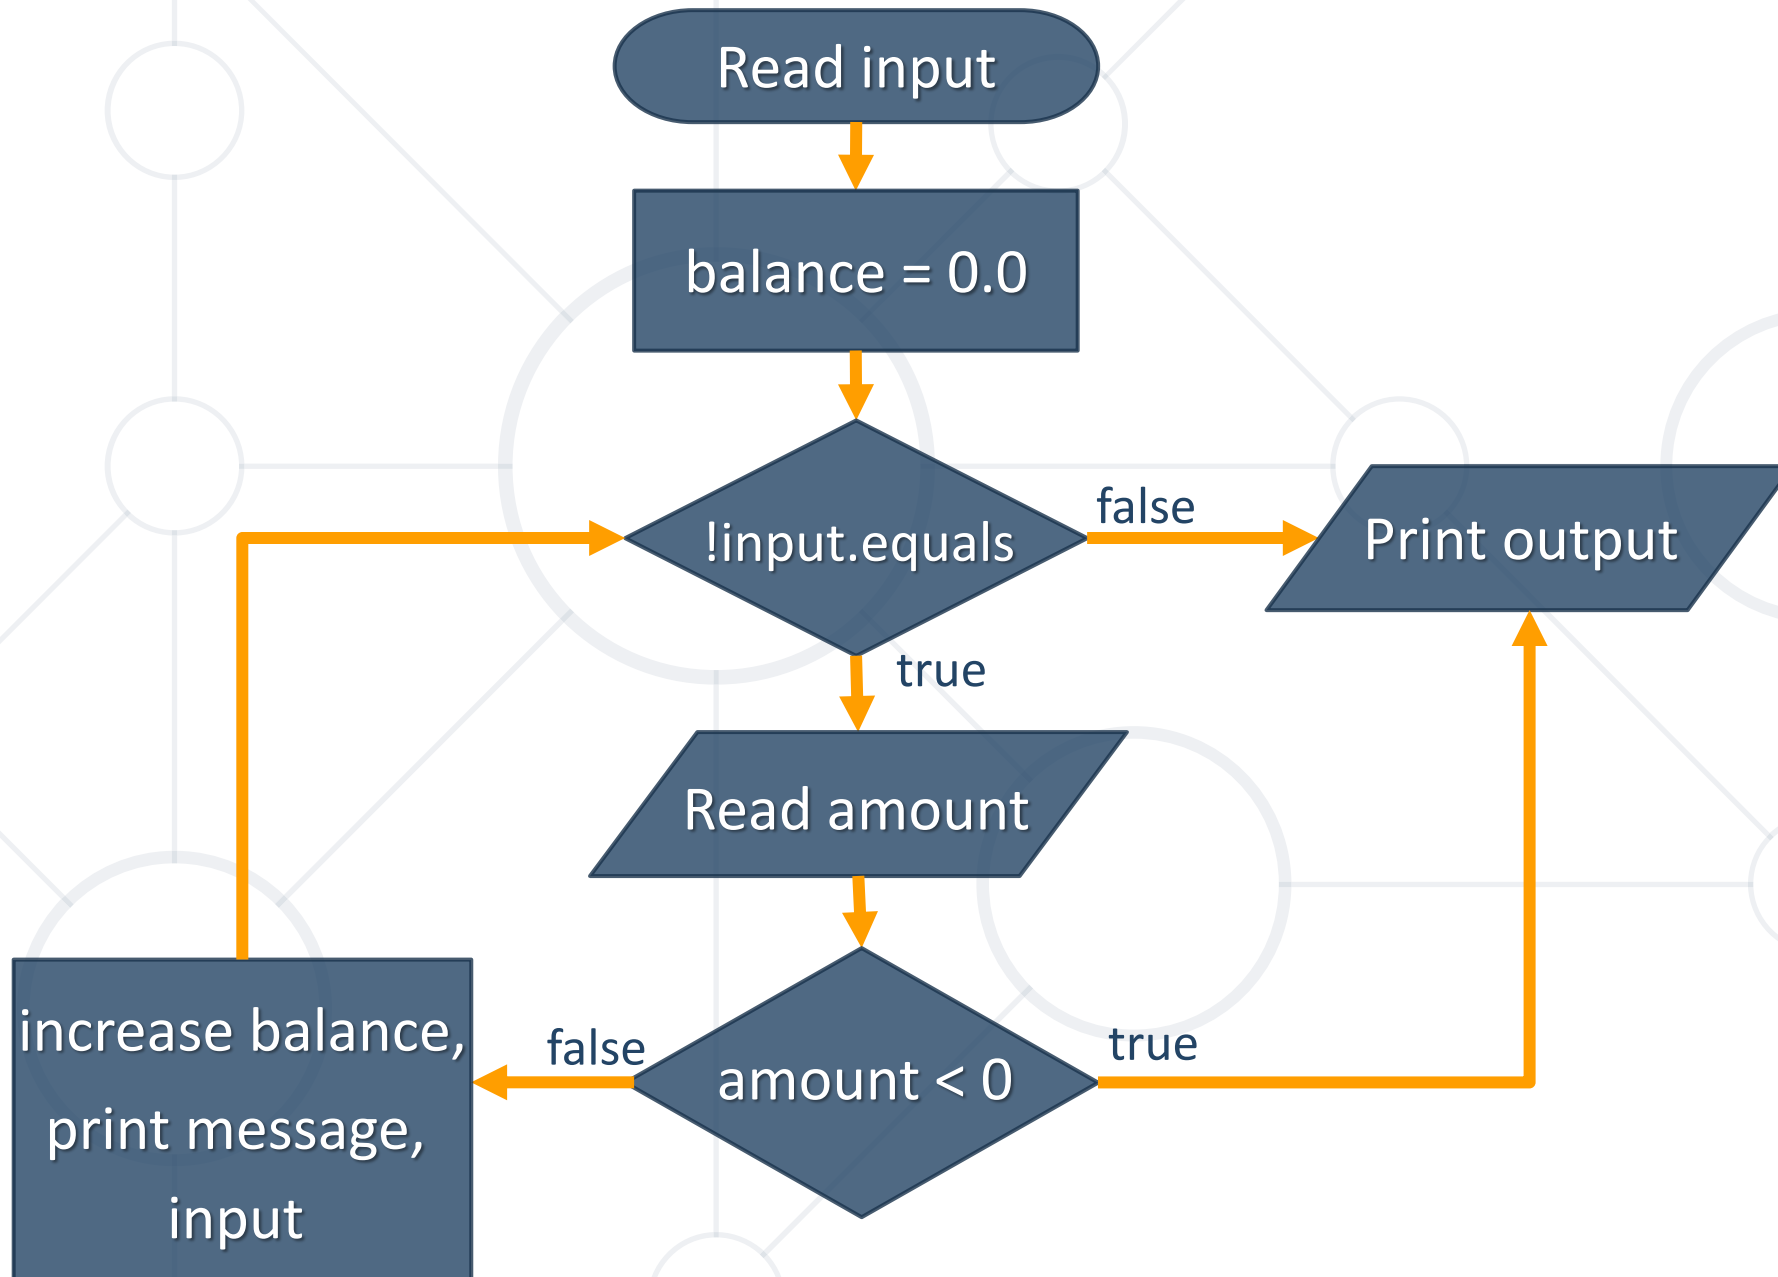 Read input
balance = 0.0
!input.equals
false
Print output
true
Read amount
amount < 0
false
true
increase balance,
print message,
input